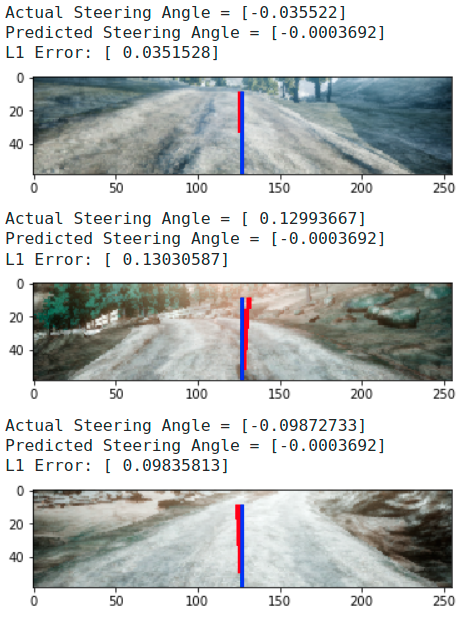 Actual Steering Angle = [-0.035522]
Predicted Steering Angle = [-0.0003692]
L1 Error: [ 0.0351528]
0
20
40
0 50 100 150 200 250
Actual Steering Angle = [ 0.12993667]
Predicted Steering Angle = [-0.0003692]
L1 Error: [ 0.13030587]
0
20
40
0 50 100 150 200 250
Actual Steering Angle = [-0.09872733]
Predicted Steering Angle = [-0.0003692]
L1 Error: [ 0.09835813]
0
20
40
0 50 100 150 200 250